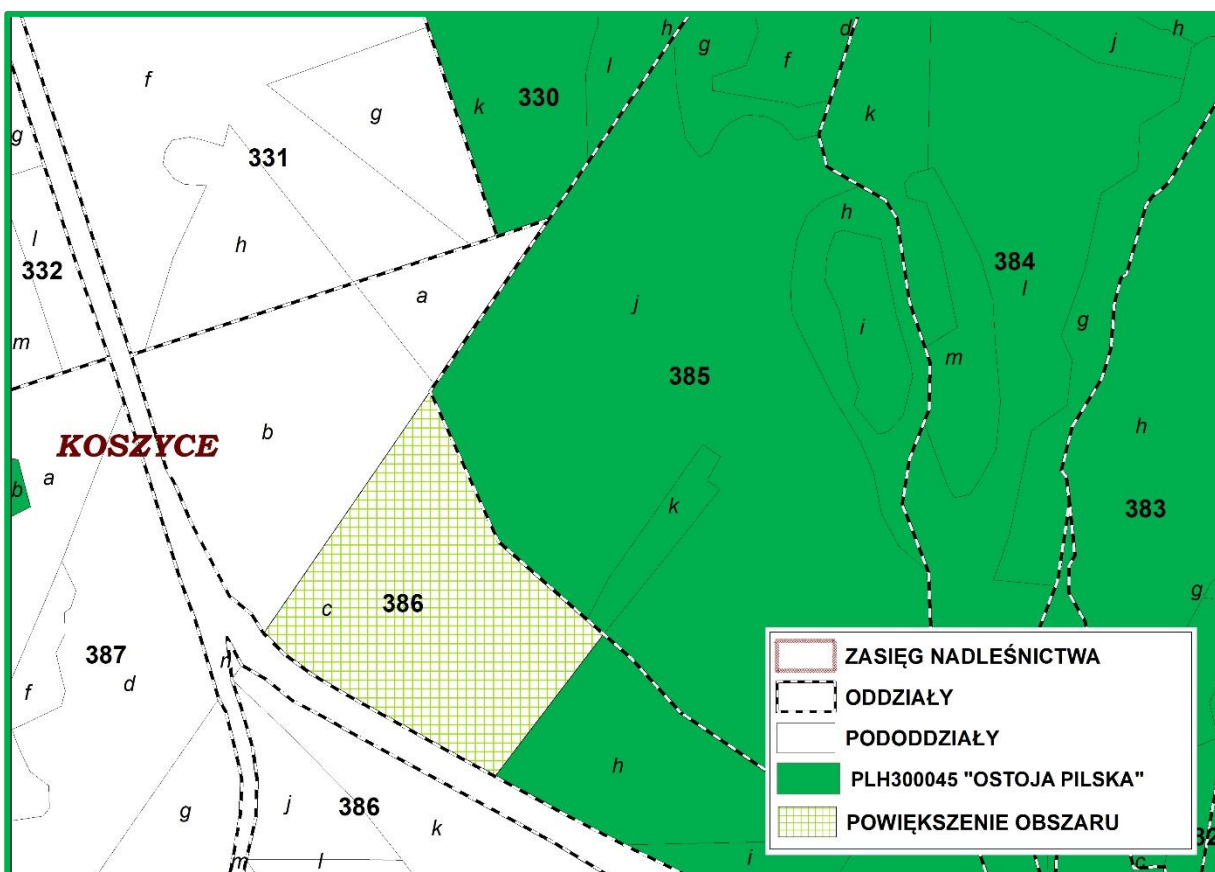 h
d
h
j
g
f
f
l
k
330
k
g
g
331
h
l
h
332
a
j
384
l
g
i
m
m
385
b
h
KOSZYCE
a
b
k
383
c
386
g
387
n
f
d
ZASIĘG NADLEŚNICTWA
ODDZIAŁY
PODODDZIAŁY
h
PLH300045 "OSTOJA PILSKA"
g
j
386
k
POWIĘKSZENIE OBSZARU
m
l
i
c